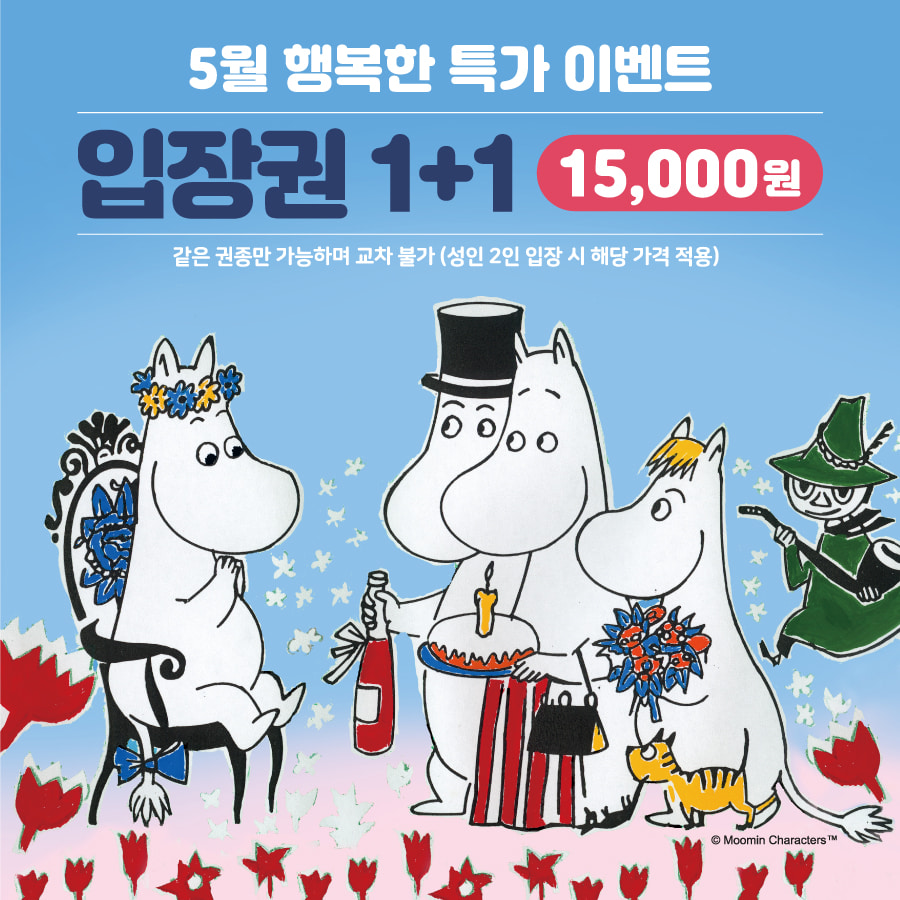 5월 행복한 특가 이벤트
입장권 1+1 15,000원
같은 권종만 가능하며 교차 불가 (성인 2인 입장 시 해당 가격 적용)
© Moomin Characters™